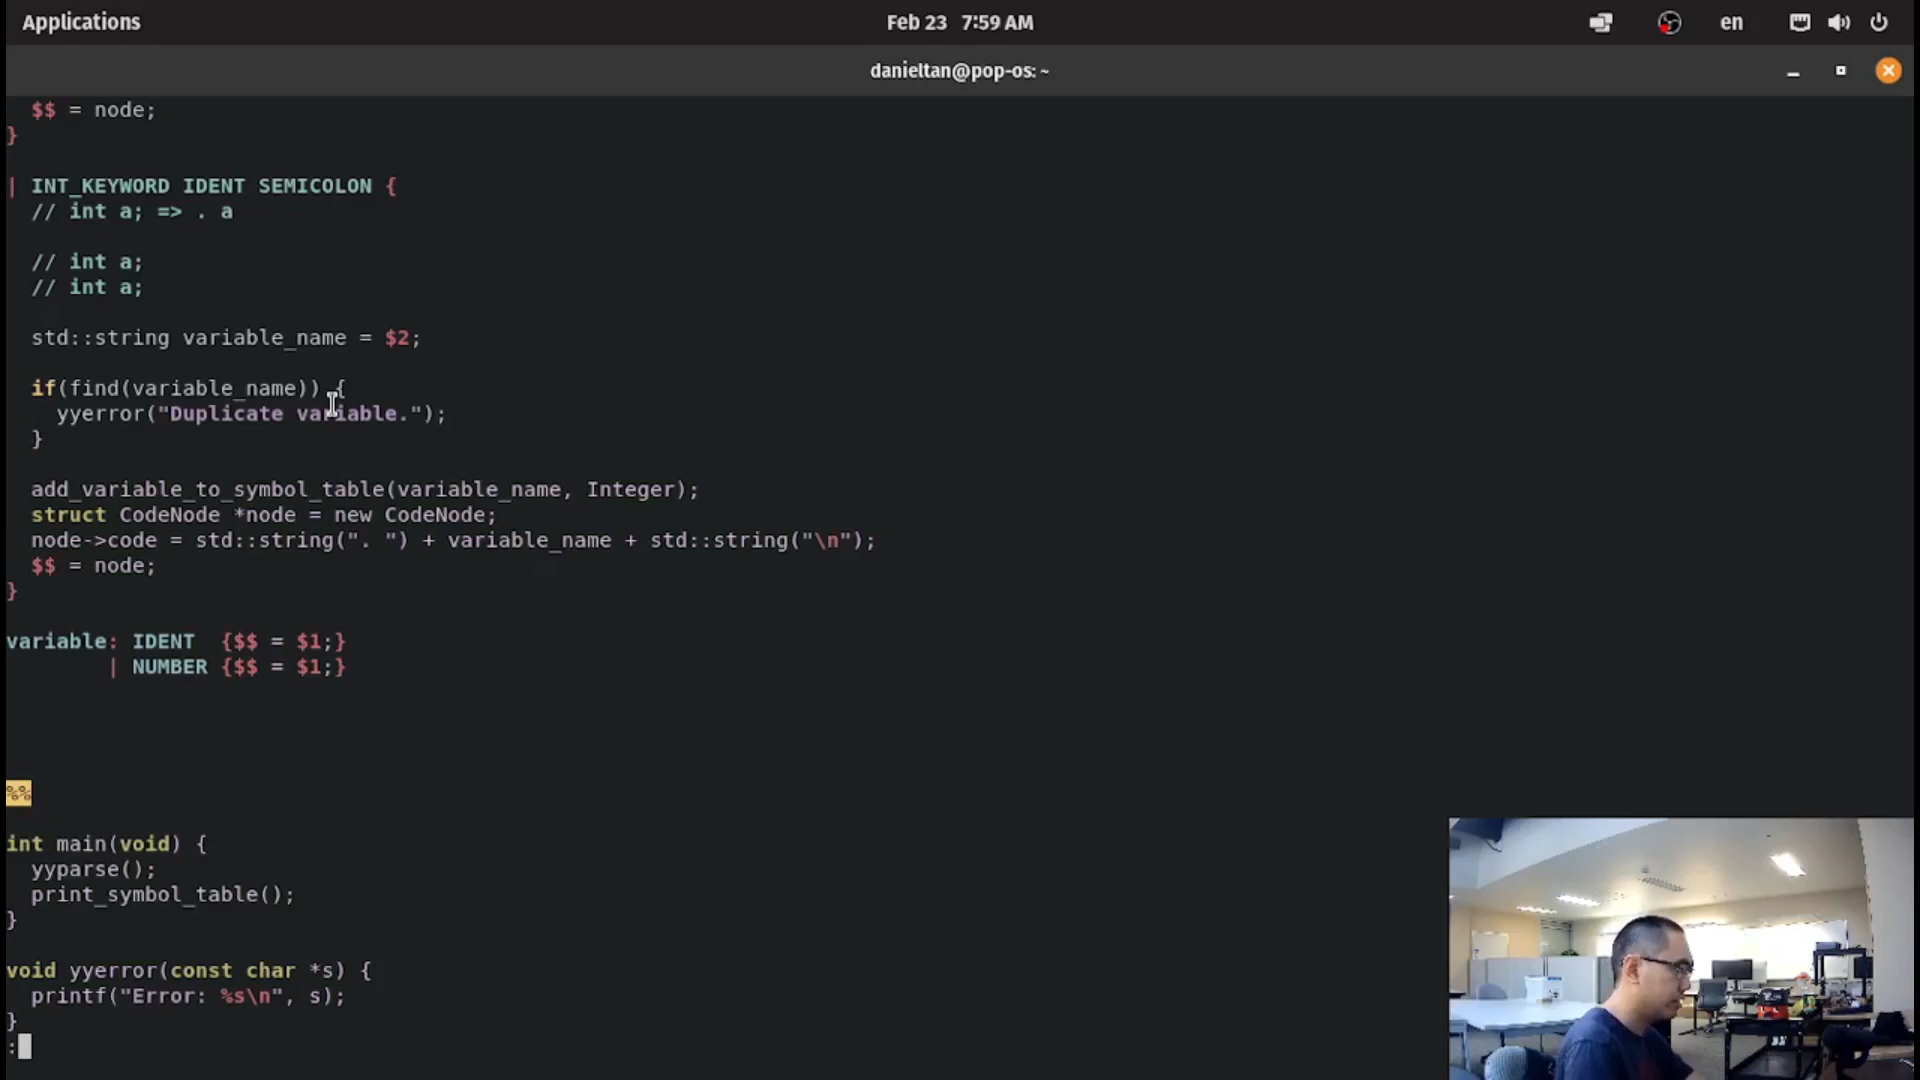 Applications
Feb 23 7:59 AM
en
danieltan@pop-os: ~
$$ = node;
}
| INT_KEYWORD IDENT SEMICOLON {
// int a; => . a
// int a;
// int a;
std::string variable_name = $2;
if(find(variable_name)) {
yyerror("Duplicate variable.");
}
add_variable_to_symbol_table(variable_name, Integer);
struct CodeNode *node = new CodeNode;
node->code = std::string(". ") + variable_name + std::string("\n");
$$ = node;
}
variable: IDENT {$$ = $1;}
| NUMBER {$$ = $1;}
%%
int main(void) {
yyparse();
print_symbol_table();
}
void yyerror(const char *s) {
printf("Error: %s\n", s);
}
: